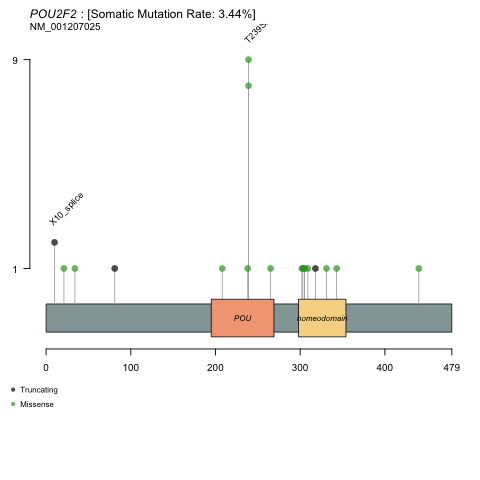 POU2F2 : [Somatic Mutation Rate: 3.44%]
NM_001207025
9
1
X10_splice
POU
homeodomain
0 100 200 300 400 479
Truncating
Missense